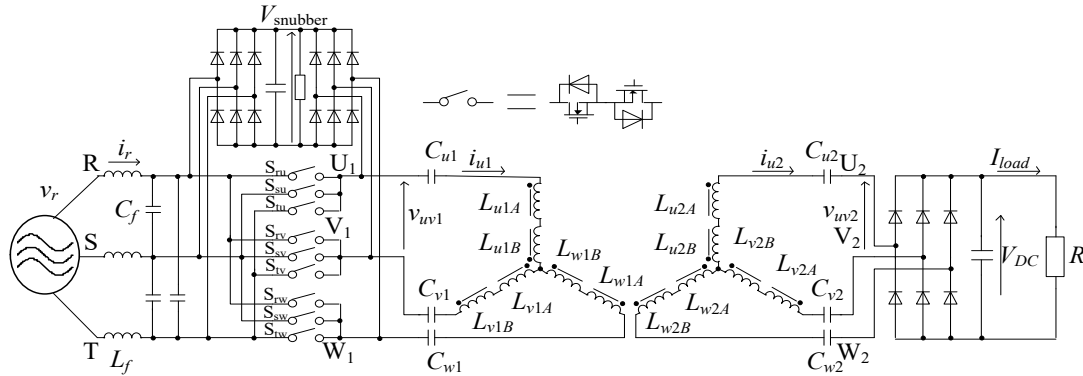 V_snubber
R
i_r
v_r
C_f
S
T
L_f
S_ru
S_su
S_tu
S_rv
S_sv
S_tv
S_rw
S_sw
S_tw
U_1
V_1
W_1
v_uv1
C_u1
i_u1
L_u1A
L_u1B
L_w1B
L_w1A
C_v1
L_v1A
L_v1B
C_w1
i_u2
C_u2
U_2
L_u2A
L_u2B
L_v2B
L_v2A
L_w2A
L_w2B
v_uv2
V_2
C_v2
C_w2
W_2
I_load
V_DC
R